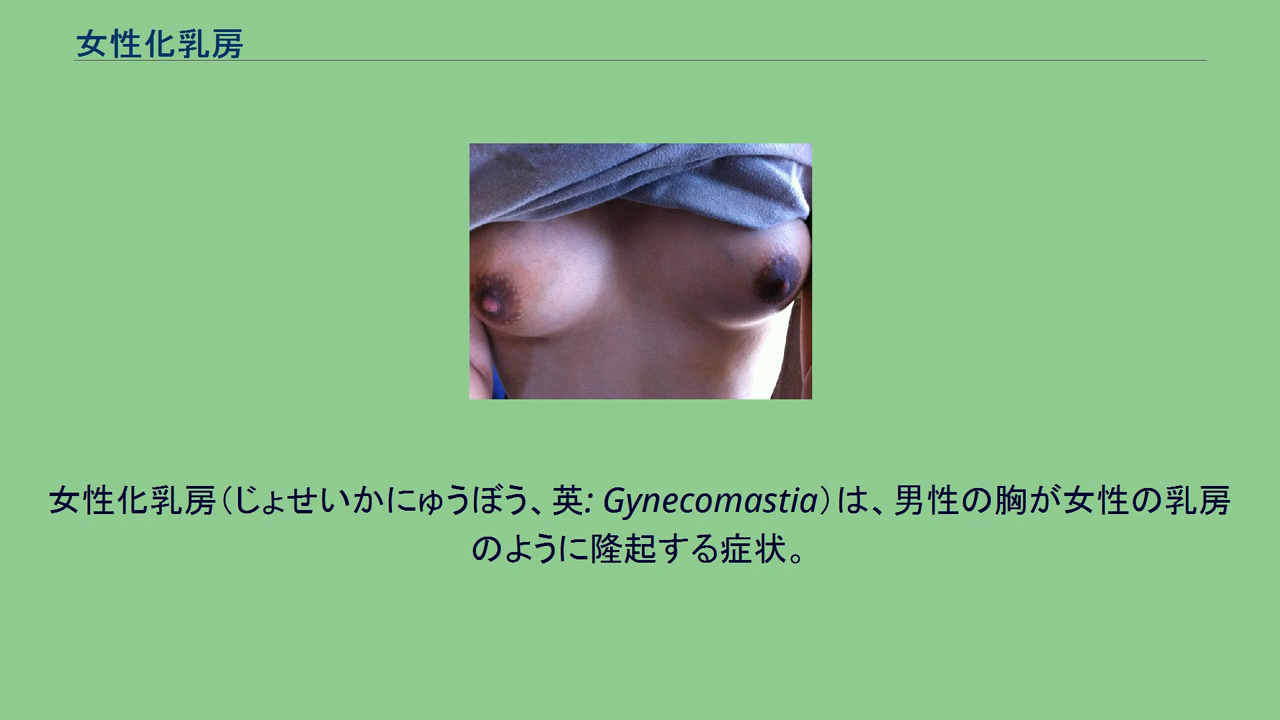 女性化乳房
女性化乳房(じょせいかにゅうぼう、英: Gynecomastia)は、男性の胸が女性の乳房
のように隆起する症状。